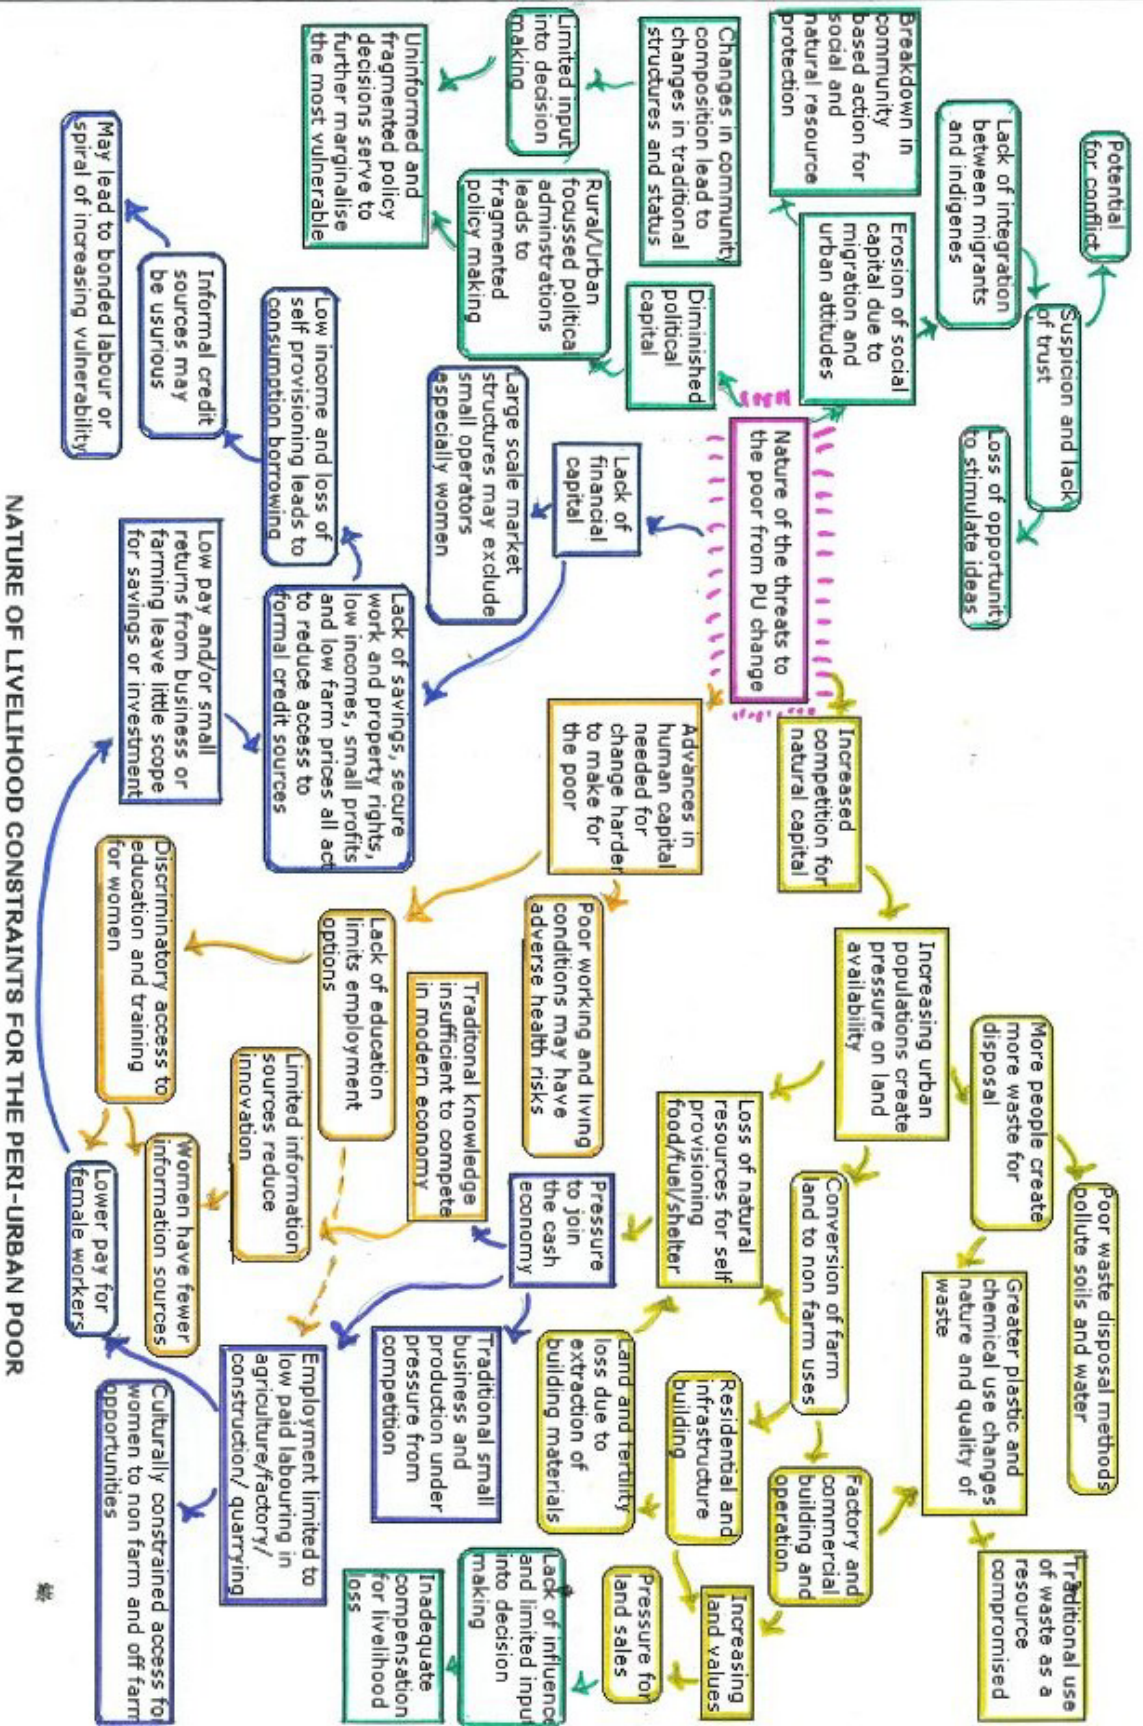 Potential
for conflict
Suspicion and lack
of trust
Loss of opportunity
to stimulate ideas
Lack of integration
between migrants
and indigenes
Breakdown in
community
based action for
social and
natural resource
protection
Erosion of social
capital due to
migration and
urban attitudes
Changes in community
composition lead to
changes in traditional
structures and status
Diminished
political
capital
Limited input
into decision
making
Rural/Urban
focussed political
adminstrations
leads to
fragmented
policy making
Uninformed and
fragmented policy
decisions serve to
further marginalise
the most vulnerable
Nature of the threats to
the poor from PU change
Lack of
financial
capital
Large scale market
structures may exclude
small operators
especially women
Low income and loss of
self provisioning leads to
consumption borrowing
Informal credit
sources may
be usurious
May lead to bonded labour or
spiral of increasing vulnerability
Lack of savings, secure
work and property rights,
low incomes, small profits
and low farm prices all act
to reduce access to
formal credit sources
Low pay and/or small
returns from business or
farming leave little scope
for savings or investment
Increased
competition for
natural capital
Advances in
human capital
needed for
change harder
to make for
the poor
Increasing urban
populations create
pressure on land
availability
More people create
more waste for
disposal
Poor waste disposal methods
pollute soils and water
Greater plastic and
chemical use changes
nature and quality of
waste
Traditional use
of waste as a
resource
compromised
Conversion of farm
land to non farm uses
Factory and
commercial
building and
operation
Loss of natural
resources for self
provisioning
food/fuel/shelter
Residential and
infrastructure
building
Increasing
land values
Pressure for
land sales
Land and fertility
loss due to
extraction of
building materials
Lack of influence
and limited input
into decision
making
Inadequate
compensation
for livelihood
loss
Poor working and living
conditions may have
adverse health risks
Pressure
to join
the cash
economy
Traditonal knowledge
insufficient to compete
in modern economy
Traditional small
business and
production under
pressure from
competition
Lack of education
limits employment
options
Limited information
sources reduce
innovation
Employment limited to
low paid labouring in
agriculture/factory/
construction/ quarrying
Discriminatory access to
education and training
for women
Women have fewer
information sources
Lower pay for
female workers
Culturally constrained access for
women to non farm and off farm
opportunities
NATURE OF LIVELIHOOD CONSTRAINTS FOR THE PERI-URBAN POOR